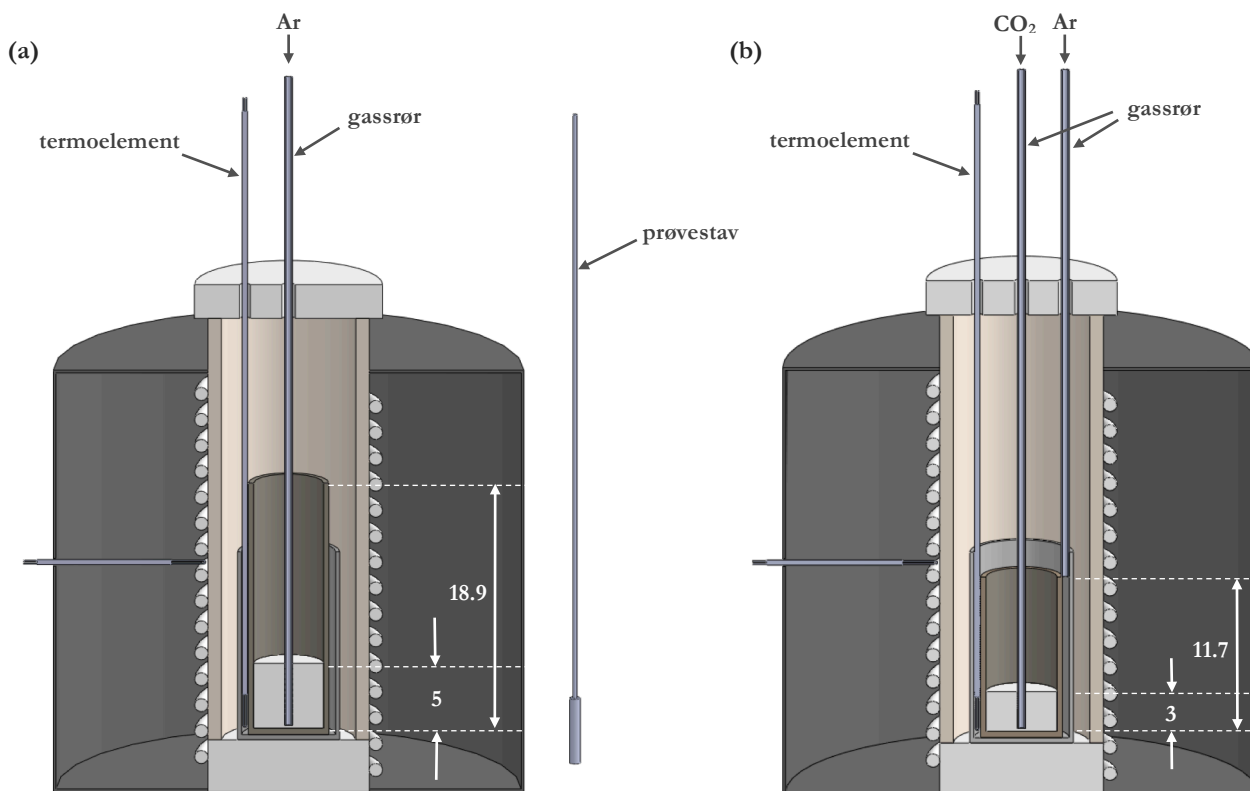 (a)
Ar
termoelement
gassrør
prøvestav
18.9
5
(b)
CO₂ Ar
termoelement
gassrør
11.7
3